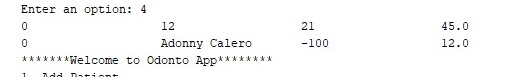 Enter an option: 4
0 12 21 45.0
0 Adonny Calero -100 12.0
*******Welcome to Odonto App********
1. Add Patient